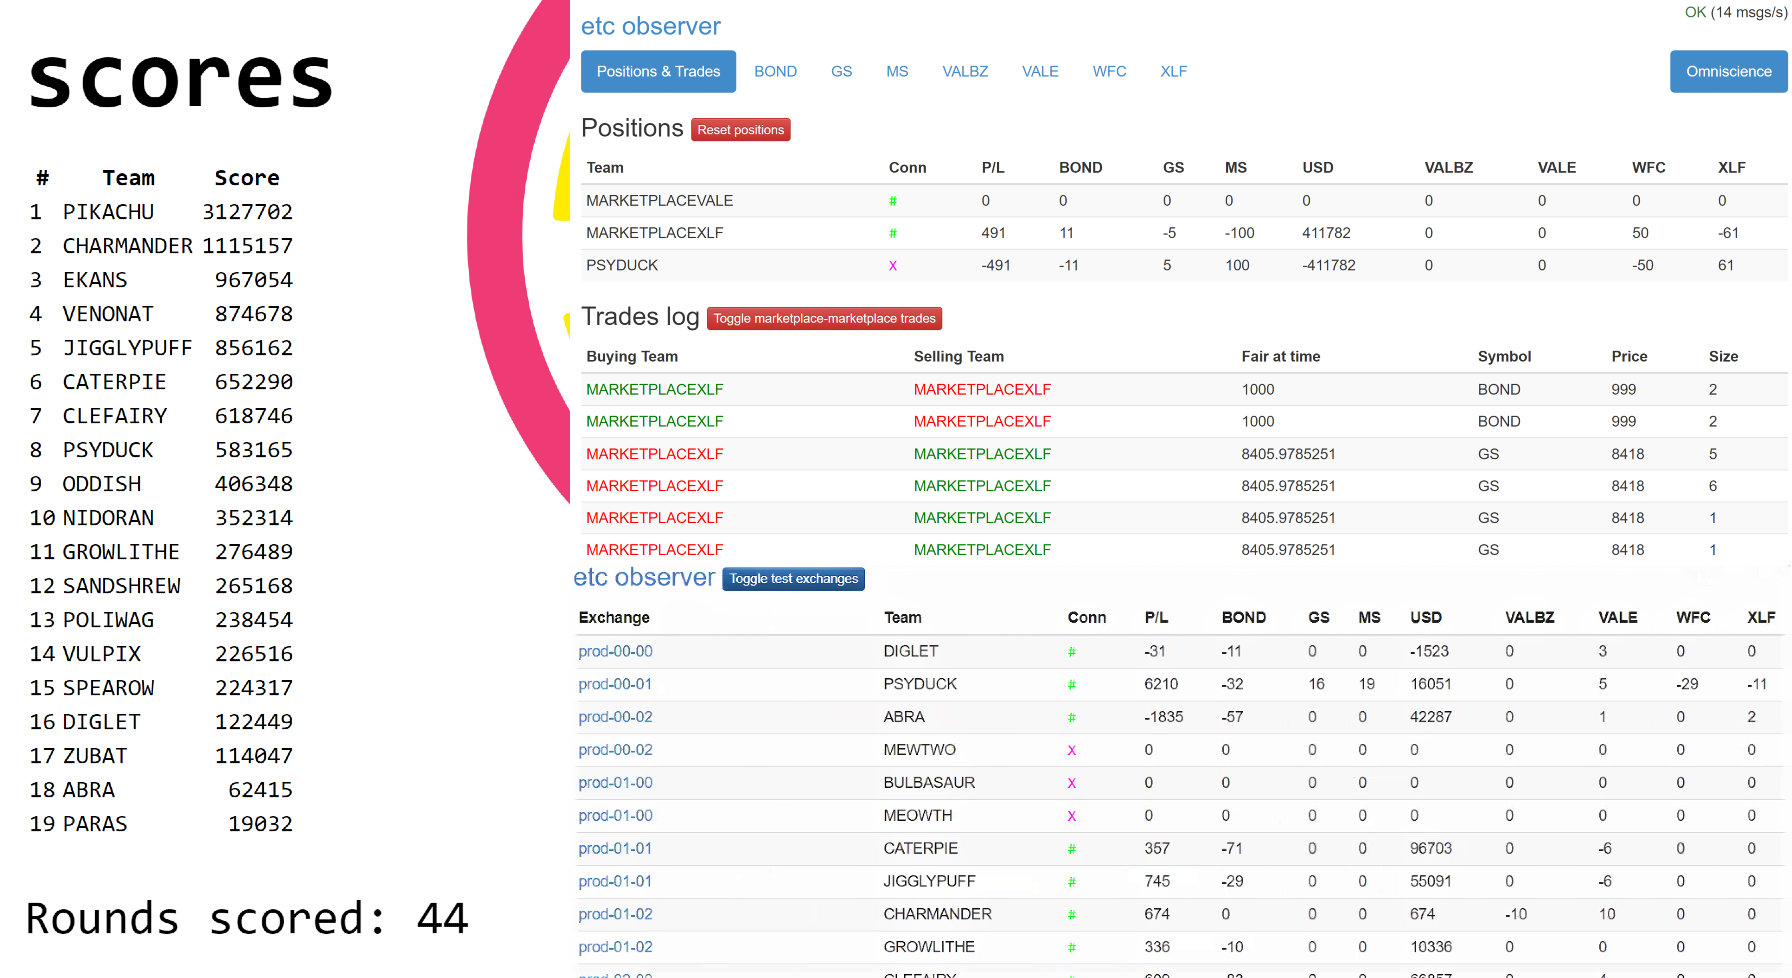 scores
# Team Score
1 PIKACHU 3127702
2 CHARMANDER 1115157
3 EKANS 967054
4 VENONAT 874678
5 JIGGLYPUFF 856162
6 CATERPIE 652290
7 CLEFAIRY 618746
8 PSYDUCK 583165
9 ODDISH 406348
10 NIDORAN 352314
11 GROWLITHE 276489
12 SANDSHREW 265168
13 POLIWAG 238454
14 VULPIX 226516
15 SPEAROW 224317
16 DIGLET 122449
17 ZUBAT 114047
18 ABRA 62415
19 PARAS 19032
Rounds scored: 44
OK (14 msgs/s)
etc observer
Positions & Trades BOND GS MS VALBZ VALE WFC XLF Omniscience
Positions Reset positions
Team Conn P/L BOND GS MS USD VALBZ VALE WFC XLF
MARKETPLACEVALE # 0 0 0 0 0 0 0 0 0
MARKETPLACEXLF # 491 11 -5 -100 411782 0 0 50 -61
PSYDUCK X -491 -11 5 100 -411782 0 0 -50 61
Trades log Toggle marketplace-marketplace trades
Buying Team Selling Team Fair at time Symbol Price Size
MARKETPLACEXLF MARKETPLACEXLF 1000 BOND 999 2
MARKETPLACEXLF MARKETPLACEXLF 1000 BOND 999 2
MARKETPLACEXLF MARKETPLACEXLF 8405.9785251 GS 8418 5
MARKETPLACEXLF MARKETPLACEXLF 8405.9785251 GS 8418 6
MARKETPLACEXLF MARKETPLACEXLF 8405.9785251 GS 8418 1
MARKETPLACEXLF MARKETPLACEXLF 8405.9785251 GS 8418 1
etc observer Toggle test exchanges
Exchange Team Conn P/L BOND GS MS USD VALBZ VALE WFC XLF
prod-00-00 DIGLET # -31 -11 0 0 -1523 0 3 0 0
prod-00-01 PSYDUCK # 6210 -32 16 19 16051 0 5 -29 -11
prod-00-02 ABRA # -1835 -57 0 0 42287 0 1 0 2
prod-00-02 MEWTWO X 0 0 0 0 0 0 0 0 0
prod-01-00 BULBASAUR X 0 0 0 0 0 0 0 0 0
prod-01-00 MEOWTH X 0 0 0 0 0 0 0 0 0
prod-01-01 CATERPIE # 357 -71 0 0 96703 0 -6 0 0
prod-01-01 JIGGLYPUFF # 745 -29 0 0 55091 0 -6 0 0
prod-01-02 CHARMANDER # 674 0 0 0 674 -10 10 0 0
prod-01-02 GROWLITHE # 336 -10 0 0 10336 0 0 0 0